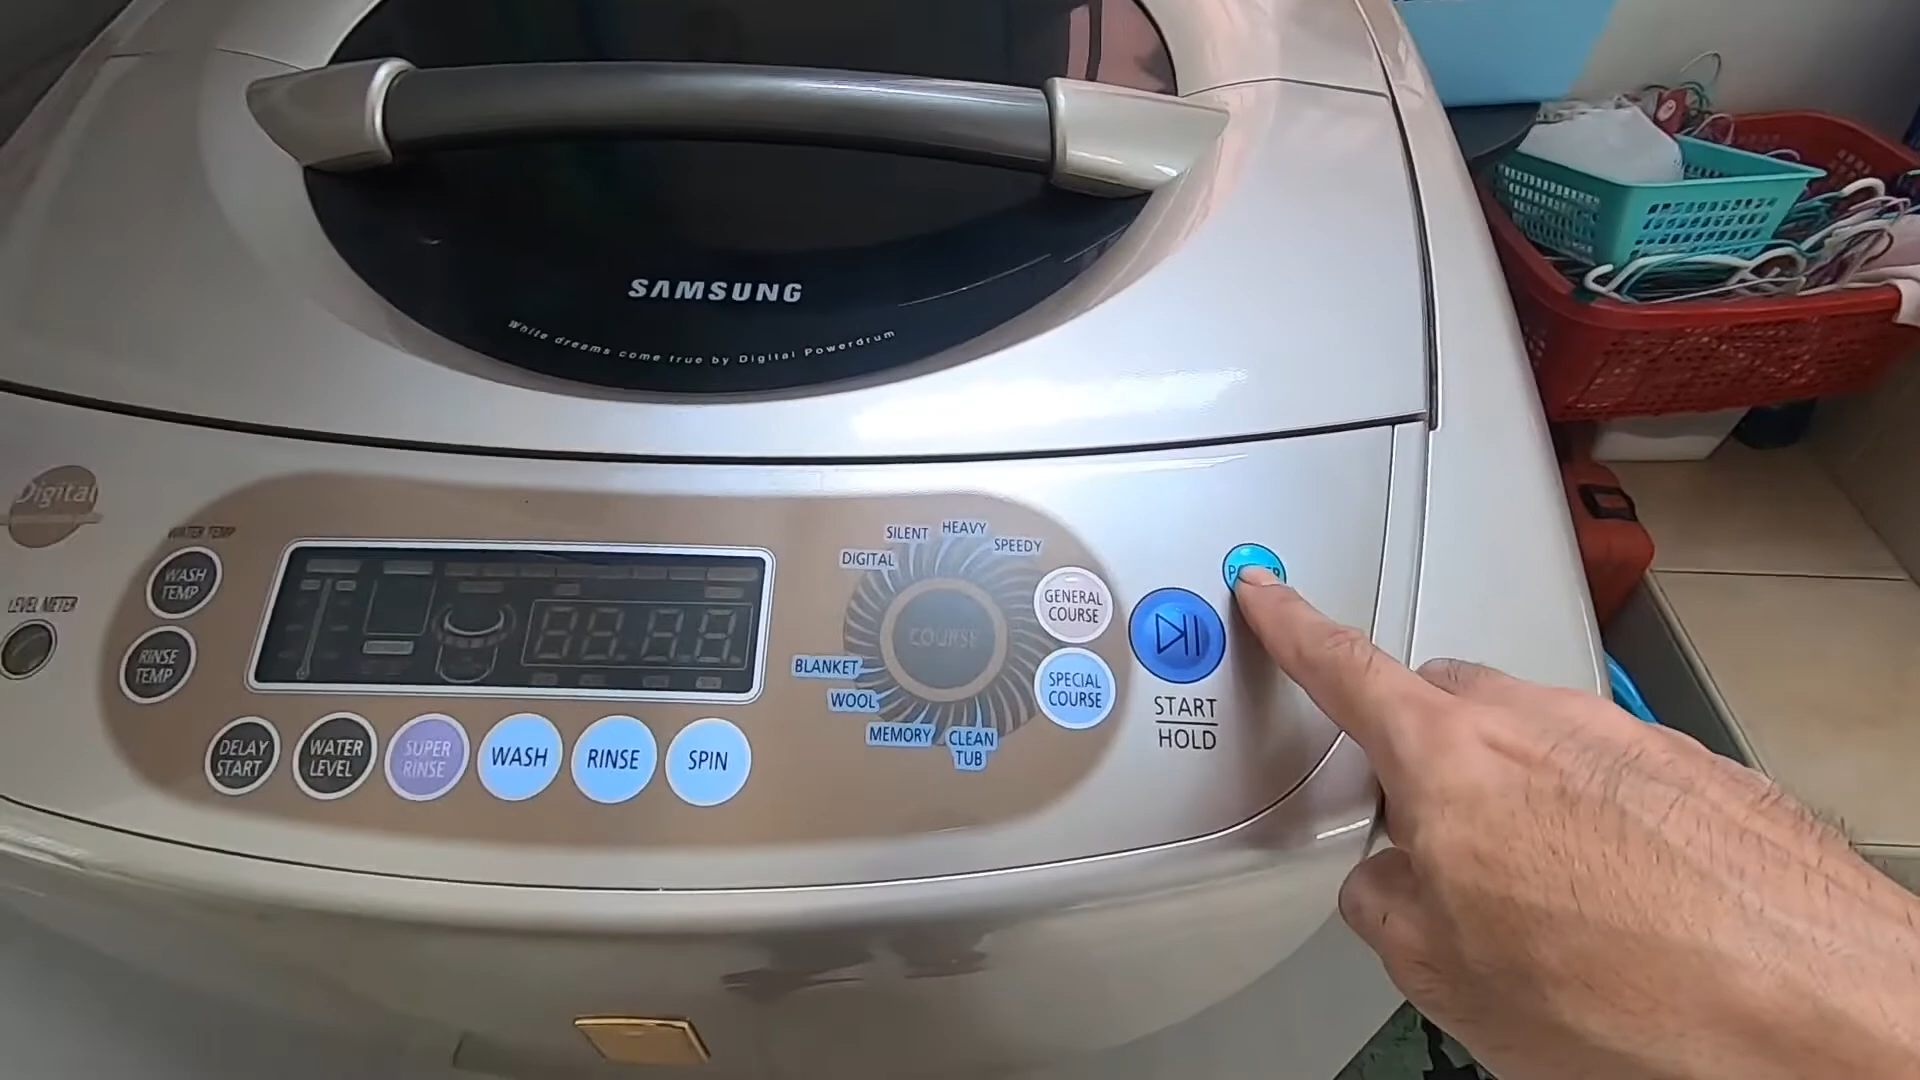 SAMSUNG
White dreams come true by Digital Powerdrum
Digital
WATER TEMP
LEVEL METER
WASH
TEMP
RINSE
TEMP
DELAY
START
WATER
LEVEL
SUPER
RINSE
WASH
RINSE
SPIN
DIGITAL
SILENT
HEAVY
SPEEDY
COURSE
BLANKET
WOOL
MEMORY
CLEAN
TUB
GENERAL
COURSE
SPECIAL
COURSE
START
HOLD
POWER